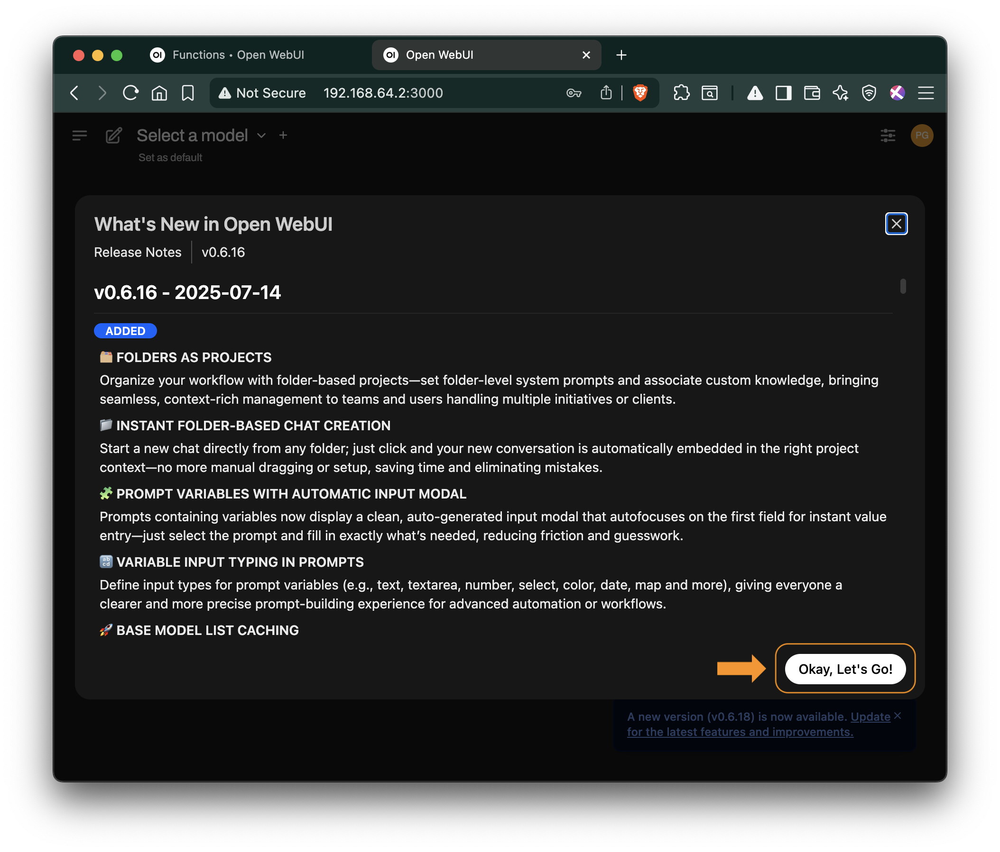 Functions • Open WebUI
Open WebUI
Not Secure 192.168.64.2:3000
Select a model
PG
Set as default
What's New in Open WebUI
Release Notes v0.6.16
v0.6.16 - 2025-07-14
ADDED
FOLDERS AS PROJECTS
Organize your workflow with folder-based projects—set folder-level system prompts and associate custom knowledge, bringing
seamless, context-rich management to teams and users handling multiple initiatives or clients.
INSTANT FOLDER-BASED CHAT CREATION
Start a new chat directly from any folder; just click and your new conversation is automatically embedded in the right project
context—no more manual dragging or setup, saving time and eliminating mistakes.
PROMPT VARIABLES WITH AUTOMATIC INPUT MODAL
Prompts containing variables now display a clean, auto-generated input modal that autofocuses on the first field for instant value
entry—just select the prompt and fill in exactly what’s needed, reducing friction and guesswork.
VARIABLE INPUT TYPING IN PROMPTS
Define input types for prompt variables (e.g., text, textarea, number, select, color, date, map and more), giving everyone a
clearer and more precise prompt-building experience for advanced automation or workflows.
BASE MODEL LIST CACHING
Okay, Let's Go!
A new version (v0.6.18) is now available. Update
for the latest features and improvements.